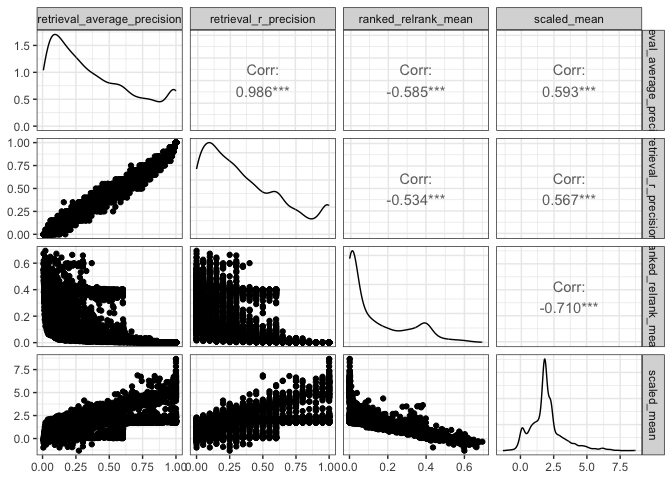 retrieval_average_precision
retrieval_r_precision
ranked_relrank_mean
scaled_mean
1.5
1.0
0.5
0.0
Corr:
0.986***
Corr:
-0.585***
Corr:
0.593***
eval_average_preci
1.00
0.75
0.50
0.25
0.00
Corr:
-0.534***
Corr:
0.567***
etrieval_r_precision
0.6
0.4
0.2
0.0
Corr:
-0.710***
anked_relrank_mea
7.5
5.0
2.5
0.0
scaled_mean
0.00 0.25 0.50 0.75 1.00
0.00 0.25 0.50 0.75 1.00
0.0 0.2 0.4 0.6
0.0 2.5 5.0 7.5